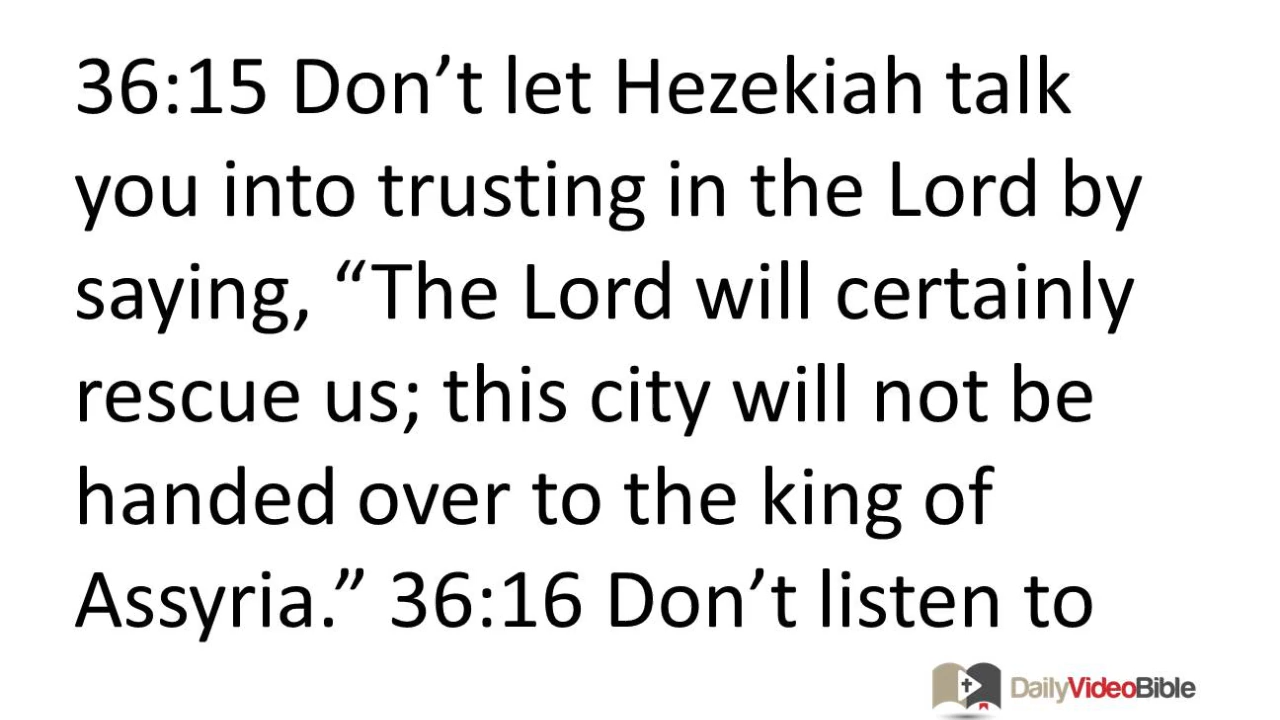 36:15 Don’t let Hezekiah talk
you into trusting in the Lord by
saying, “The Lord will certainly
rescue us; this city will not be
handed over to the king of
Assyria.” 36:16 Don’t listen to
DailyVideoBible